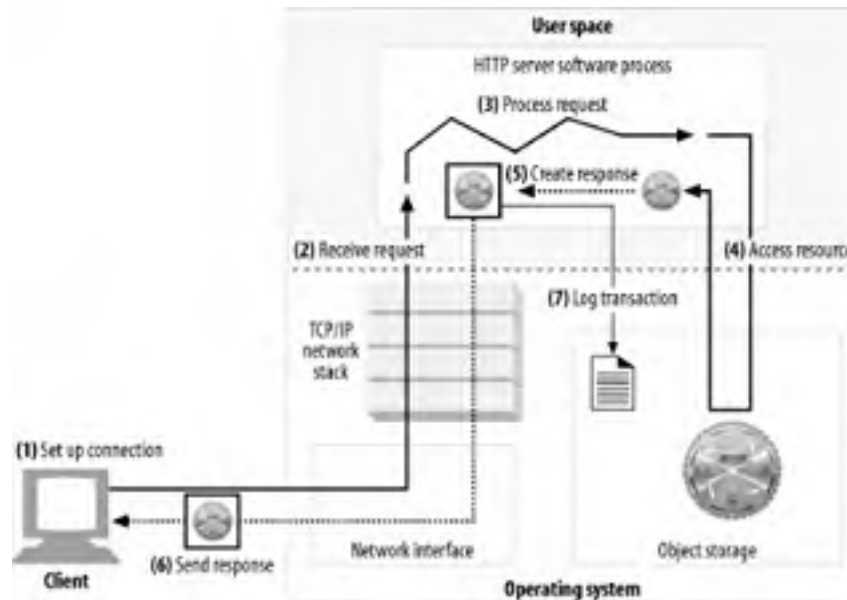 User space
HTTP server software process
(3) Process request
(5) Create response
(2) Receive request
(4) Access resource
(7) Log transaction
TCP/IP
network
stack
(1) Set up connection
(6) Send response
Network interface
Object storage
Client
Operating system